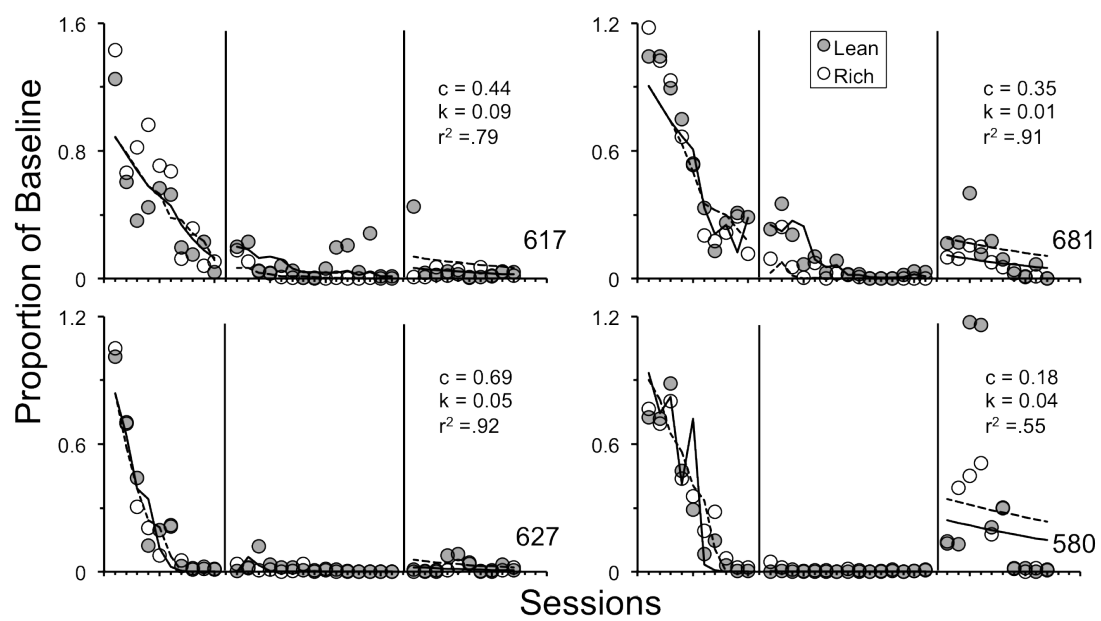 Proportion of Baseline
1.6
0.8
0
c = 0.44
k = 0.09
r² =.79
617
1.2
0.6
0
Lean
Rich
c = 0.35
k = 0.01
r² =.91
681
1.2
0.6
0
c = 0.69
k = 0.05
r² =.92
627
1.2
0.6
0
c = 0.18
k = 0.04
r² =.55
580
Sessions